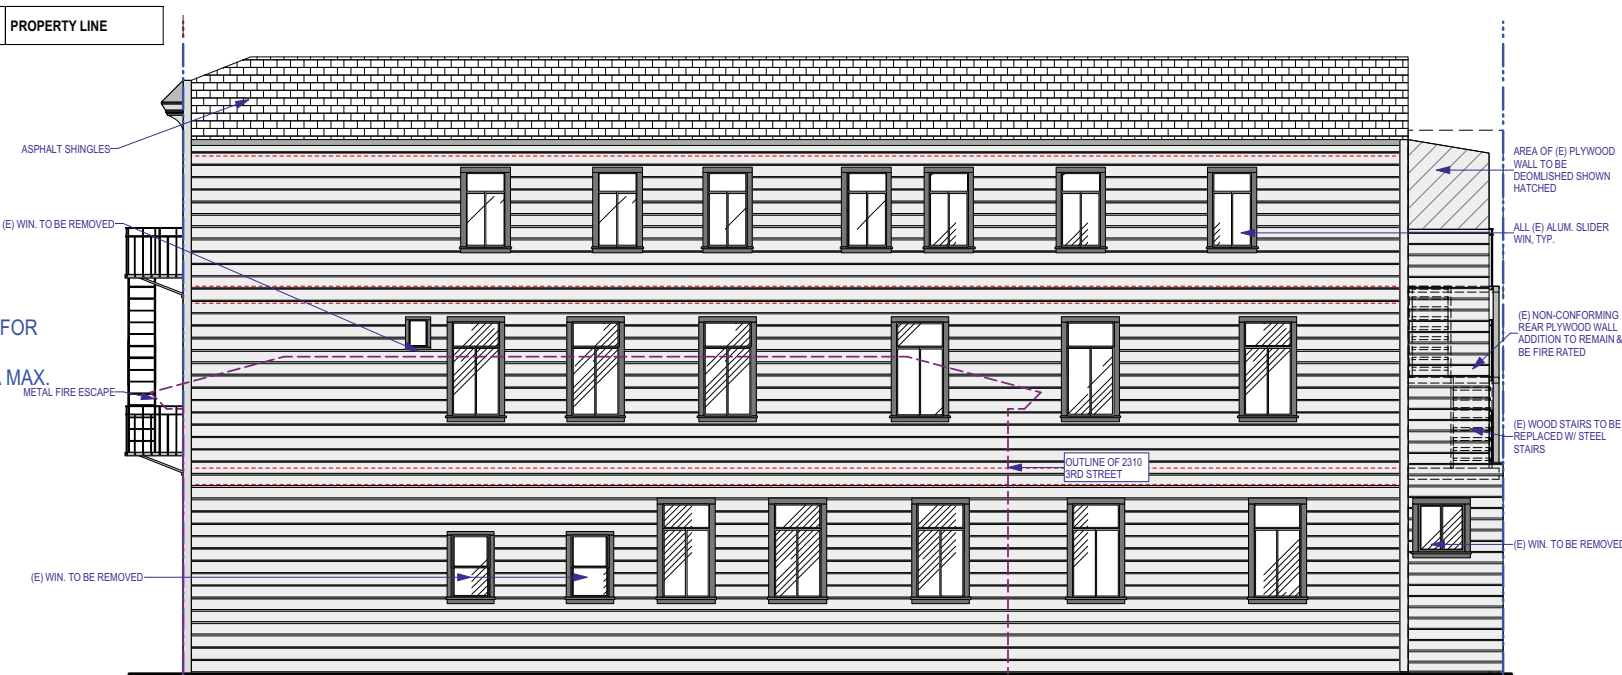 PROPERTY LINE
ASPHALT SHINGLES
(E) WIN. TO BE REMOVED
FOR
MAX.
METAL FIRE ESCAPE
(E) WIN. TO BE REMOVED
OUTLINE OF 2310
3RD STREET
AREA OF (E) PLYWOOD
WALL TO BE
DEOMLISHED SHOWN
HATCHED
ALL (E) ALUM. SLIDER
WIN, TYP.
(E) NON-CONFORMING
REAR PLYWOOD WALL
ADDITION TO REMAIN &
BE FIRE RATED
(E) WOOD STAIRS TO BE
REPLACED W/ STEEL
STAIRS
(E) WIN. TO BE REMOVED